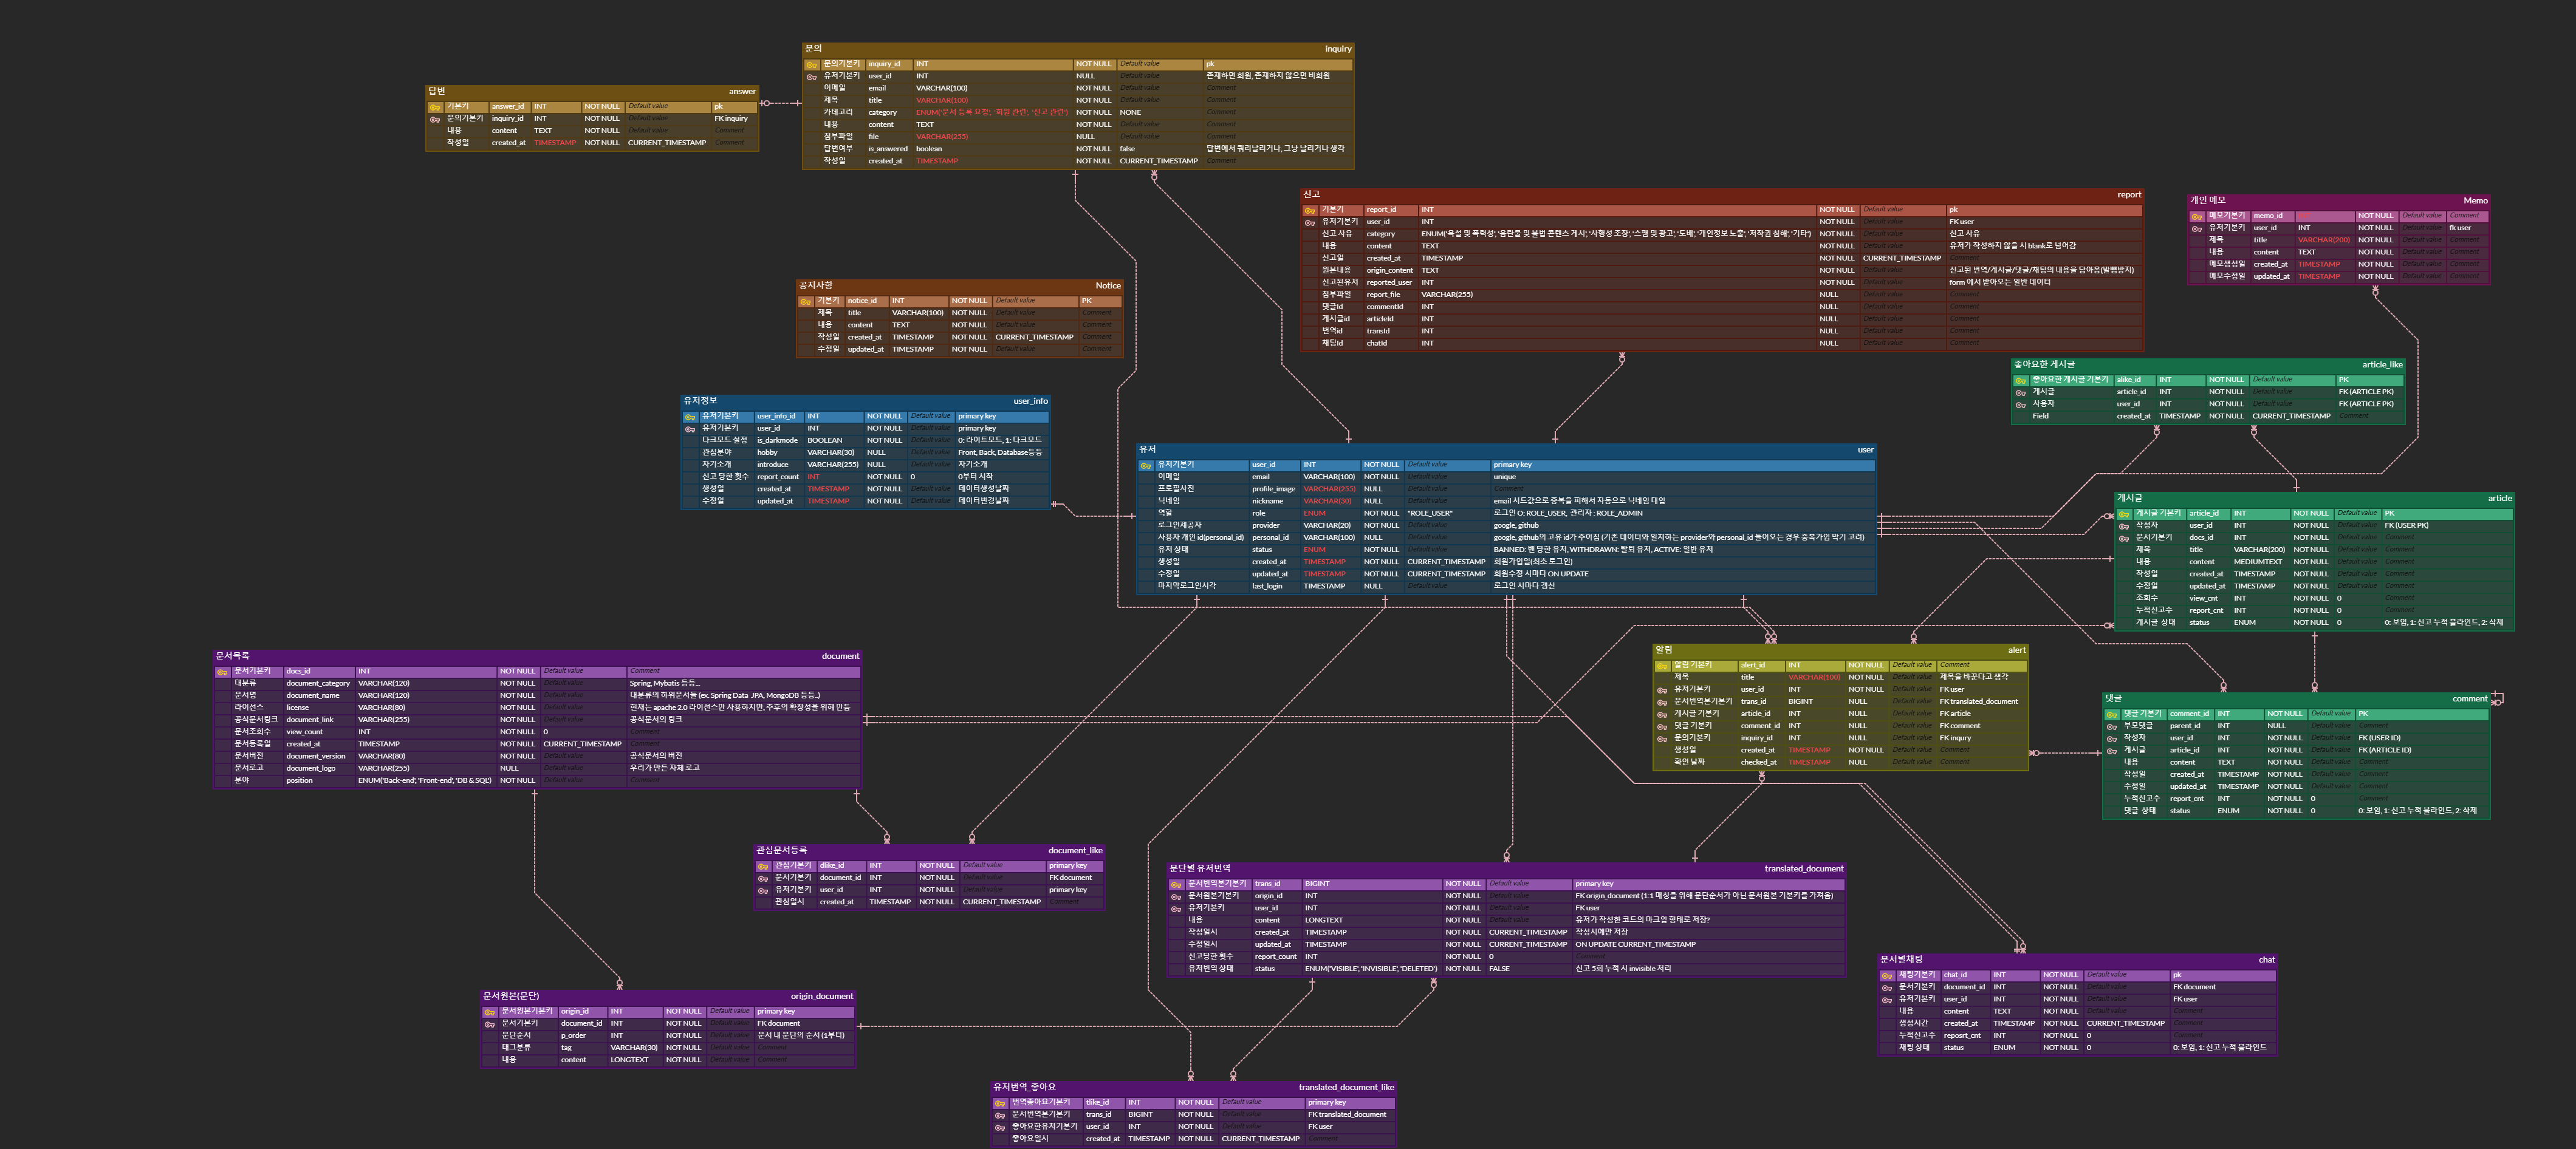 문의 inquiry
문의기본키 inquiry_id INT NOT NULL Default value pk
유저기본키 user_id INT NULL Default value 존재하면 회원, 존재하지 않으면 비회원
이메일 email VARCHAR(100) NOT NULL Default value Comment
제목 title VARCHAR(100) NOT NULL Default value Comment
카테고리 category ENUM('문서 등록 요청', '회원 관련', '신고 관련') NOT NULL NONE Comment
내용 content TEXT NOT NULL Default value Comment
첨부파일 file VARCHAR(255) NULL Default value Comment
답변여부 is_answered boolean NOT NULL false 답변에서 쿼리날리거나, 그냥 날리거나 생각
작성일 created_at TIMESTAMP NOT NULL CURRENT_TIMESTAMP Comment
답변 answer
기본키 answer_id INT NOT NULL Default value pk
문의기본키 inquiry_id INT NOT NULL Default value FK inquiry
내용 content TEXT NOT NULL Default value Comment
작성일 created_at TIMESTAMP NOT NULL CURRENT_TIMESTAMP Comment
신고 report
기본키 report_id INT NOT NULL Default value pk
유저기본키 user_id INT NOT NULL Default value FK user
신고 사유 category ENUM('욕설 및 폭력성', '음란물 및 불법 콘텐츠 게시', '사행성 조장', '스팸 및 광고', '도배', '개인정보 노출', '저작권 침해', '기타') NOT NULL Default value 신고 사유
내용 content TEXT NOT NULL Default value 유저가 작성하지 않을 시 blank로 넘어감
신고일 created_at TIMESTAMP NOT NULL CURRENT_TIMESTAMP Comment
원본내용 origin_content TEXT NOT NULL Default value 신고된 번역/게시글/댓글/채팅의 내용을 담아옴(발뺌방지)
신고된유저 reported_user INT NOT NULL Default value form 에서 받아오는 일반 데이터
첨부파일 report_file VARCHAR(255) NULL Default value Comment
댓글Id commentId INT NULL Default value Comment
게시글id articleId INT NULL Default value Comment
번역id transId INT NULL Default value Comment
채팅Id chatId INT NULL Default value Comment
개인 메모 Memo
메모기본키 memo_id NOT NULL Default value Comment
유저기본키 user_id INT NOT NULL Default value fk user
제목 title VARCHAR(200) NOT NULL Default value Comment
내용 content TEXT NOT NULL Default value Comment
메모생성일 created_at TIMESTAMP NOT NULL Default value Comment
메모수정일 updated_at TIMESTAMP NOT NULL Default value Comment
공지사항 Notice
기본키 notice_id INT NOT NULL Default value PK
제목 title VARCHAR(100) NOT NULL Default value Comment
내용 content TEXT NOT NULL Default value Comment
작성일 created_at TIMESTAMP NOT NULL CURRENT_TIMESTAMP Comment
수정일 updated_at TIMESTAMP NOT NULL Default value Comment
좋아요한 게시글 article_like
좋아요한 게시글 기본키 alike_id INT NOT NULL Default value PK
게시글 article_id INT NOT NULL Default value FK (ARTICLE PK)
사용자 user_id INT NOT NULL Default value FK (ARTICLE PK)
Field created_at TIMESTAMP NOT NULL CURRENT_TIMESTAMP Comment
유저정보 user_info
유저기본키 user_info_id INT NOT NULL Default value primary key
유저기본키 user_id INT NOT NULL Default value primary key
다크모드 설정 is_darkmode BOOLEAN NOT NULL Default value 0: 라이트모드, 1: 다크모드
관심분야 hobby VARCHAR(30) NULL Default value Front, Back, Database등등
자기소개 introduce VARCHAR(255) NULL Default value 자기소개
신고 당한 횟수 report_count INT NOT NULL 0 0부터 시작
생성일 created_at TIMESTAMP NOT NULL Default value 데이터생성날짜
수정일 updated_at TIMESTAMP NOT NULL Default value 데이터변경날짜
유저 user
유저기본키 user_id INT NOT NULL Default value primary key
이메일 email VARCHAR(100) NOT NULL Default value unique
프로필사진 profile_image VARCHAR(255) NULL Default value Comment
닉네임 nickname VARCHAR(30) NULL Default value email 시드값으로 중복을 피해서 자동으로 닉네임 대입
역할 role ENUM NOT NULL "ROLE_USER" 로그인 O: ROLE_USER, 관리자 : ROLE_ADMIN
로그인제공자 provider VARCHAR(20) NOT NULL Default value google, github
사용자 개인 id(personal_id) personal_id VARCHAR(100) NULL Default value google, github의 고유 id가 주어짐 (기존 데이터와 일치하는 provider와 personal_id 들어오는 경우 중복가입 막기 고려)
유저 상태 status ENUM NOT NULL Default value BANNED: 밴 당한 유저, WITHDRAWN: 탈퇴 유저, ACTIVE: 일반 유저
생성일 created_at TIMESTAMP NOT NULL CURRENT_TIMESTAMP 회원가입일(최초 로그인)
수정일 updated_at TIMESTAMP NOT NULL CURRENT_TIMESTAMP 회원수정 시마다 ON UPDATE
마지막로그인시각 last_login TIMESTAMP NULL Default value 로그인 시마다 갱신
게시글 article
게시글 기본키 article_id INT NOT NULL Default value PK
작성자 user_id INT NOT NULL Default value FK (USER PK)
문서기본키 docs_id INT NOT NULL Default value Comment
제목 title VARCHAR(200) NOT NULL Default value Comment
내용 content MEDIUMTEXT NOT NULL Default value Comment
작성일 created_at TIMESTAMP NOT NULL Default value Comment
수정일 updated_at TIMESTAMP NOT NULL Default value Comment
조회수 view_cnt INT NOT NULL 0 Comment
누적신고수 report_cnt INT NOT NULL 0 Comment
게시글 상태 status ENUM NOT NULL 0 0: 보임, 1: 신고 누적 블라인드, 2: 삭제
문서목록 document
문서기본키 docs_id INT NOT NULL Default value Comment
대분류 document_category VARCHAR(120) NOT NULL Default value Spring, Mybatis 등등...
문서명 document_name VARCHAR(120) NOT NULL Default value 대분류의 하위문서들 (ex. Spring Data JPA, MongoDB 등등..)
라이선스 license VARCHAR(80) NOT NULL Default value 현재는 apache 2.0 라이선스만 사용하지만, 추후의 확장성을 위해 만듬
공식문서링크 document_link VARCHAR(255) NOT NULL Default value 공식문서의 링크
문서조회수 view_count INT NOT NULL 0 Comment
문서등록일 created_at TIMESTAMP NOT NULL CURRENT_TIMESTAMP Comment
문서버전 document_version VARCHAR(80) NOT NULL Default value 공식문서의 버전
문서로고 document_logo VARCHAR(255) NULL Default value 우리가 만든 자체 로고
분야 position ENUM('Back-end', 'Front-end', 'DB & SQL') NOT NULL Default value Comment
알림 alert
알림 기본키 alert_id INT NOT NULL Default value Comment
제목 title VARCHAR(100) NOT NULL Default value 제목을 바꾼다고 생각
유저기본키 user_id INT NOT NULL Default value FK user
문서번역본기본키 trans_id BIGINT NULL Default value FK translated_document
게시글 기본키 article_id INT NULL Default value FK article
댓글 기본키 comment_id INT NULL Default value FK comment
문의기본키 inquiry_id INT NULL Default value FK inqury
생성일 created_at TIMESTAMP NOT NULL Default value Comment
확인 날짜 checked_at TIMESTAMP NULL Default value Comment
댓글 comment
댓글 기본키 comment_id INT NOT NULL Default value PK
부모댓글 parent_id INT NULL Default value Comment
작성자 user_id INT NOT NULL Default value FK (USER ID)
게시글 article_id INT NOT NULL Default value FK (ARTICLE ID)
내용 content TEXT NOT NULL Default value Comment
작성일 created_at TIMESTAMP NOT NULL Default value Comment
수정일 updated_at TIMESTAMP NOT NULL Default value Comment
누적신고수 report_cnt INT NOT NULL 0 Comment
댓글 상태 status ENUM NOT NULL 0 0: 보임, 1: 신고 누적 블라인드, 2: 삭제
관심문서등록 document_like
관심기본키 dlike_id INT NOT NULL Default value primary key
문서기본키 document_id INT NOT NULL Default value FK document
유저기본키 user_id INT NOT NULL Default value primary key
관심일시 created_at TIMESTAMP NOT NULL CURRENT_TIMESTAMP Comment
문단별 유저번역 translated_document
문서번역본기본키 trans_id BIGINT NOT NULL Default value primary key
문서원본기본키 origin_id INT NOT NULL Default value FK origin_document (1:1 매칭을 위해 문단순서가 아닌 문서원본 기본키를 가져옴)
유저기본키 user_id INT NOT NULL Default value FK user
내용 content LONGTEXT NOT NULL Default value 유저가 작성한 코드의 마크업 형태로 저장?
작성일시 created_at TIMESTAMP NOT NULL CURRENT_TIMESTAMP 작성시에만 저장
수정일시 updated_at TIMESTAMP NOT NULL CURRENT_TIMESTAMP ON UPDATE CURRENT_TIMESTAMP
신고당한 횟수 report_count INT NOT NULL 0 Comment
유저번역 상태 status ENUM('VISIBLE', 'INVISIBLE', 'DELETED') NOT NULL FALSE 신고 5회 누적 시 invisible 처리
문서별채팅 chat
채팅기본키 chat_id INT NOT NULL Default value pk
문서기본키 document_id INT NOT NULL Default value FK document
유저기본키 user_id INT NOT NULL Default value FK user
내용 content TEXT NOT NULL Default value Comment
생성시간 created_at TIMESTAMP NOT NULL CURRENT_TIMESTAMP Comment
누적신고수 reposrt_cnt INT NOT NULL 0 Comment
채팅 상태 status ENUM NOT NULL 0 0: 보임, 1: 신고 누적 블라인드
문서원본(문단) origin_document
문서원본기본키 origin_id INT NOT NULL Default value primary key
문서기본키 document_id INT NOT NULL Default value FK document
문단순서 p_order INT NOT NULL Default value 문서 내 문단의 순서 (1부터)
태그분류 tag VARCHAR(30) NOT NULL Default value Comment
내용 content LONGTEXT NOT NULL Default value Comment
유저번역_좋아요 translated_document_like
번역좋아요기본키 tlike_id INT NOT NULL Default value primary key
문서번역본기본키 trans_id BIGINT NOT NULL Default value FK translated_document
좋아요한유저기본키 user_id INT NOT NULL Default value FK user
좋아요일시 created_at TIMESTAMP NOT NULL CURRENT_TIMESTAMP Comment